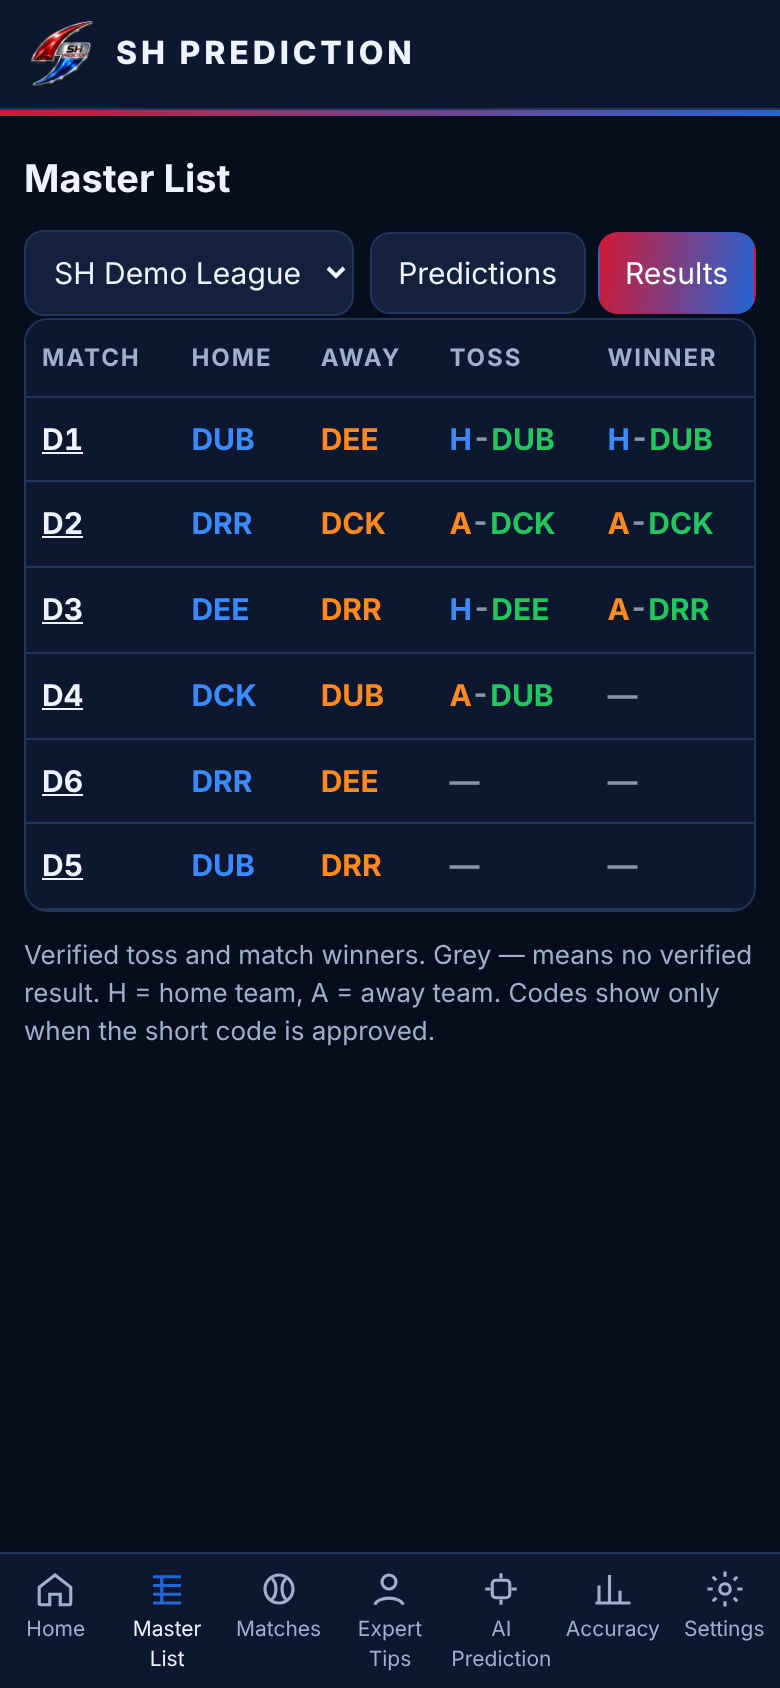 SH PREDICTION
Master List
SH Demo League
Predictions
Results
MATCH HOME AWAY TOSS WINNER
D1 DUB DEE H-DUB H-DUB
D2 DRR DCK A-DCK A-DCK
D3 DEE DRR H-DEE A-DRR
D4 DCK DUB A-DUB —
D6 DRR DEE — —
D5 DUB DRR — —
Verified toss and match winners. Grey — means no verified
result. H = home team, A = away team. Codes show only
when the short code is approved.
Home
Master
List
Matches
Expert
Tips
AI
Prediction
Accuracy
Settings